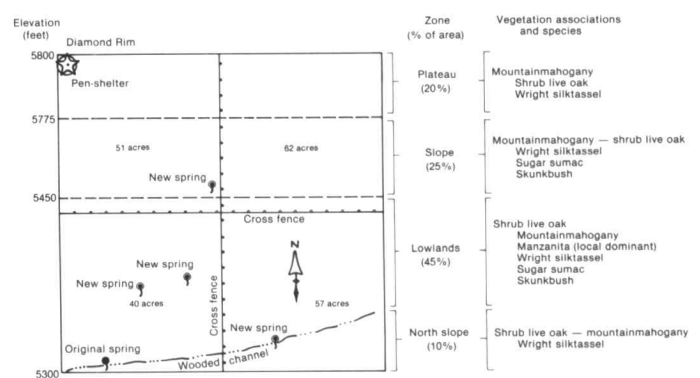 Elevation
(feet)
Zone
(% of area)
Vegetation associations
and species
Diamond Rim
5800
Pen-shelter
Plateau
(20%)
Mountainmahogany
Shrub live oak
Wright silktassel
5775
51 acres
62 acres
Slope
(25%)
Mountainmahogany — shrub live oak
Wright silktassel
Sugar sumac
Skunkbush
New spring
5450
Cross fence
Shrub live oak
Mountainmahogany
Manzanita (local dominant)
Wright silktassel
Sugar sumac
Skunkbush
Lowlands
(45%)
N
New spring
New spring
40 acres
Cross fence
57 acres
New spring
North slope
(10%)
Shrub live oak — mountainmahogany
Wright silktassel
Original spring
Wooded channel
5300